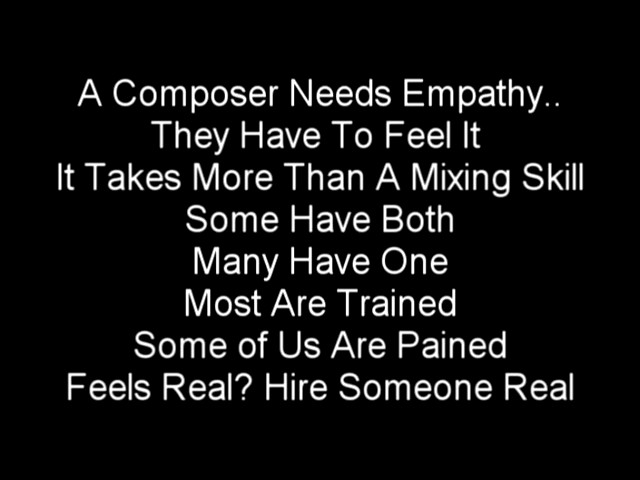 A Composer Needs Empathy..
They Have To Feel It
It Takes More Than A Mixing Skill
Some Have Both
Many Have One
Most Are Trained
Some of Us Are Pained
Feels Real? Hire Someone Real